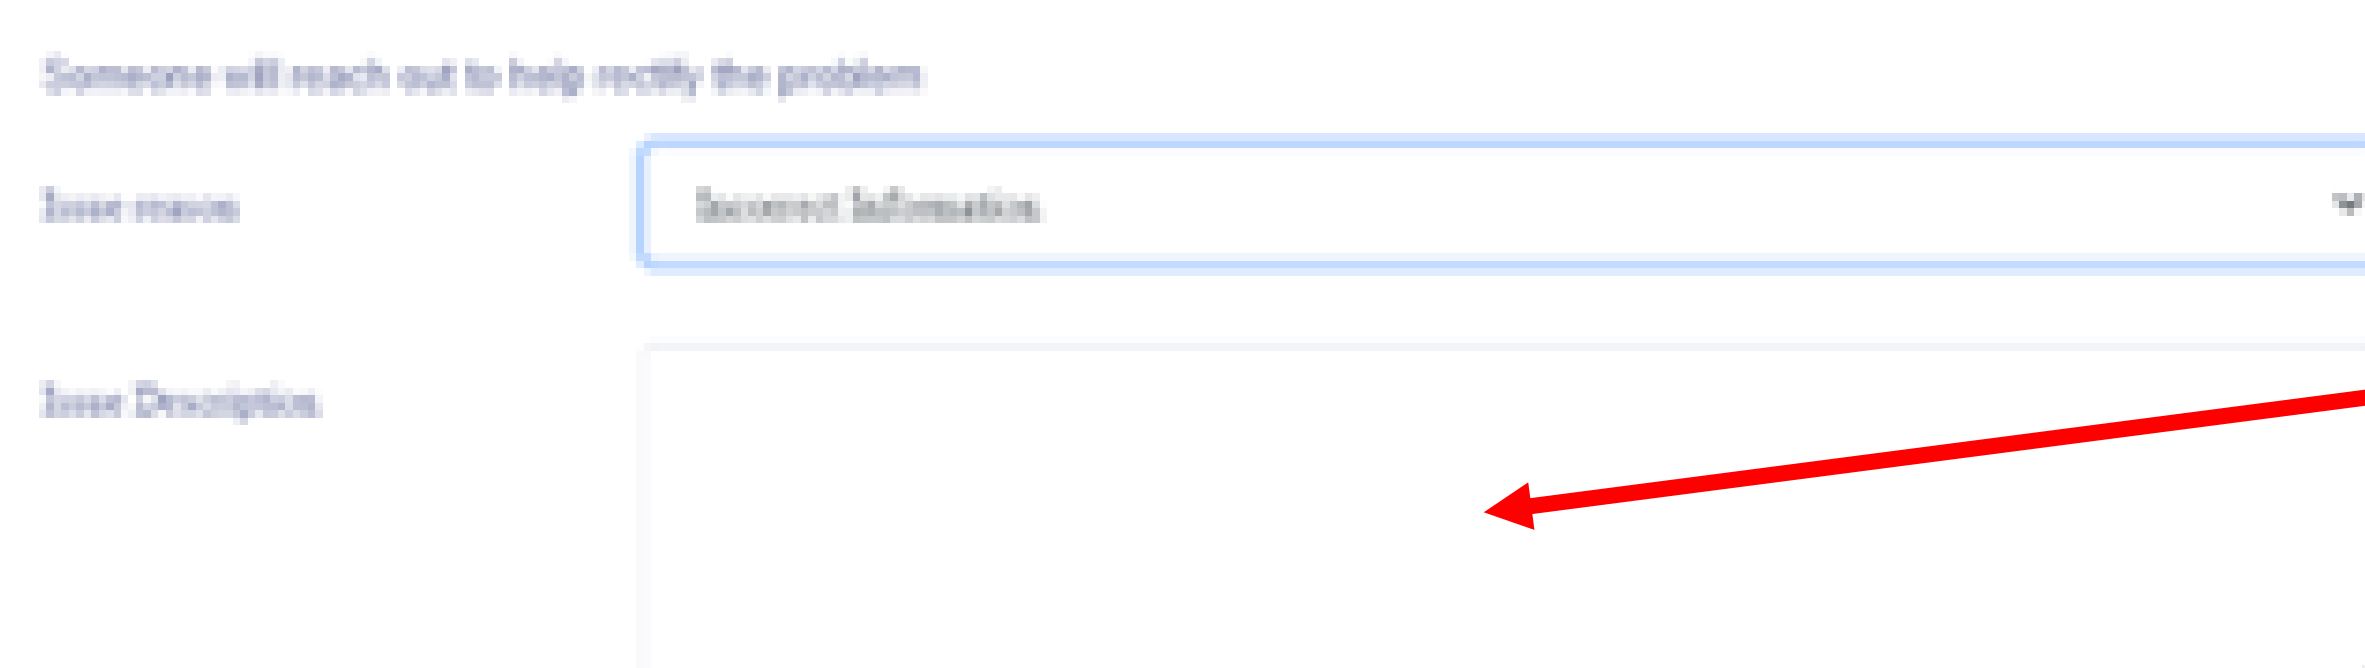 Someone will reach out to help rectify the problem
Issue reason
Incorrect Information
Issue Description